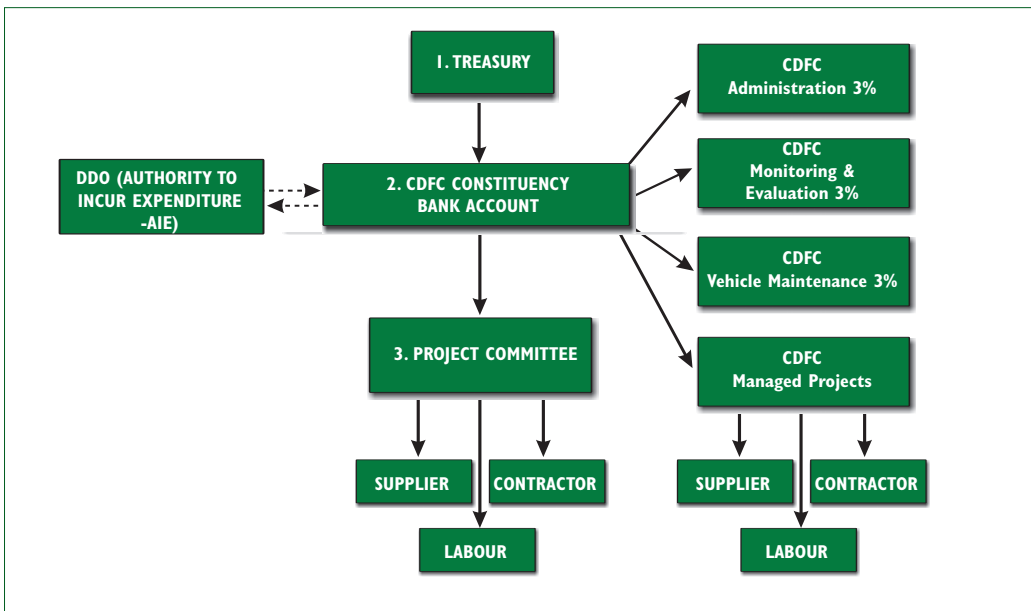 1. TREASURY
CDFC
Administration 3%
CDFC
Monitoring &
Evaluation 3%
DDO (AUTHORITY TO
INCUR EXPENDITURE
-AIE)
2. CDFC CONSTITUENCY
BANK ACCOUNT
CDFC
Vehicle Maintenance 3%
3. PROJECT COMMITTEE
CDFC
Managed Projects
SUPPLIER
CONTRACTOR
LABOUR
SUPPLIER
CONTRACTOR
LABOUR